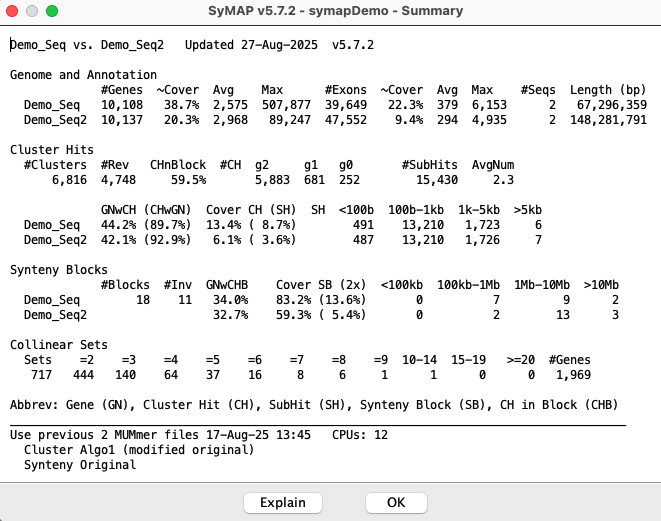 SyMAP v5.7.2 - symapDemo - Summary
Demo_Seq vs. Demo_Seq2   Updated 27-Aug-2025  v5.7.2
Genome and Annotation
            #Genes  ~Cover  Avg    Max      #Exons  ~Cover  Avg  Max    #Seqs  Length (bp)
  Demo_Seq  10,108  38.7%  2,575  507,877  39,649  22.3%  379  6,153  2  67,296,359
  Demo_Seq2 10,137  20.3%  2,968  89,247  47,552  9.4%  294  4,935  2  148,281,791
Cluster Hits
  #Clusters  #Rev  CHnBlock  #CH  g2   g1   g0      #SubHits  AvgNum
      6,816  4,748  59.5%      5,883  681  252      15,430    2.3
            GNwCH (CHwGN)  Cover CH (SH)  SH  <100b  100b-1kb  1k-5kb  >5kb
  Demo_Seq  44.2% (89.7%)  13.4% ( 8.7%)      491    13,210    1,723   6
  Demo_Seq2 42.1% (92.9%)  6.1% ( 3.6%)      487    13,210    1,726   7
Synteny Blocks
            #Blocks  #Inv  GNwCHB  Cover SB (2x)  <100kb  100kb-1Mb  1Mb-10Mb  >10Mb
  Demo_Seq  18  11  34.0%  83.2% (13.6%)  0  7  9  2
  Demo_Seq2         32.7%  59.3% ( 5.4%)  0  2  13  3
Collinear Sets
  Sets  =2   =3   =4  =5  =6  =7  =8  =9  10-14  15-19  >=20  #Genes
  717  444  140  64  37  16  8  6  1  1  0  0  1,969
Abbrev: Gene (GN), Cluster Hit (CH), SubHit (SH), Synteny Block (SB), CH in Block (CHB)
Use previous 2 MUMmer files 17-Aug-25 13:45   CPUs: 12
  Cluster Algo1 (modified original)
  Synteny Original
Explain OK